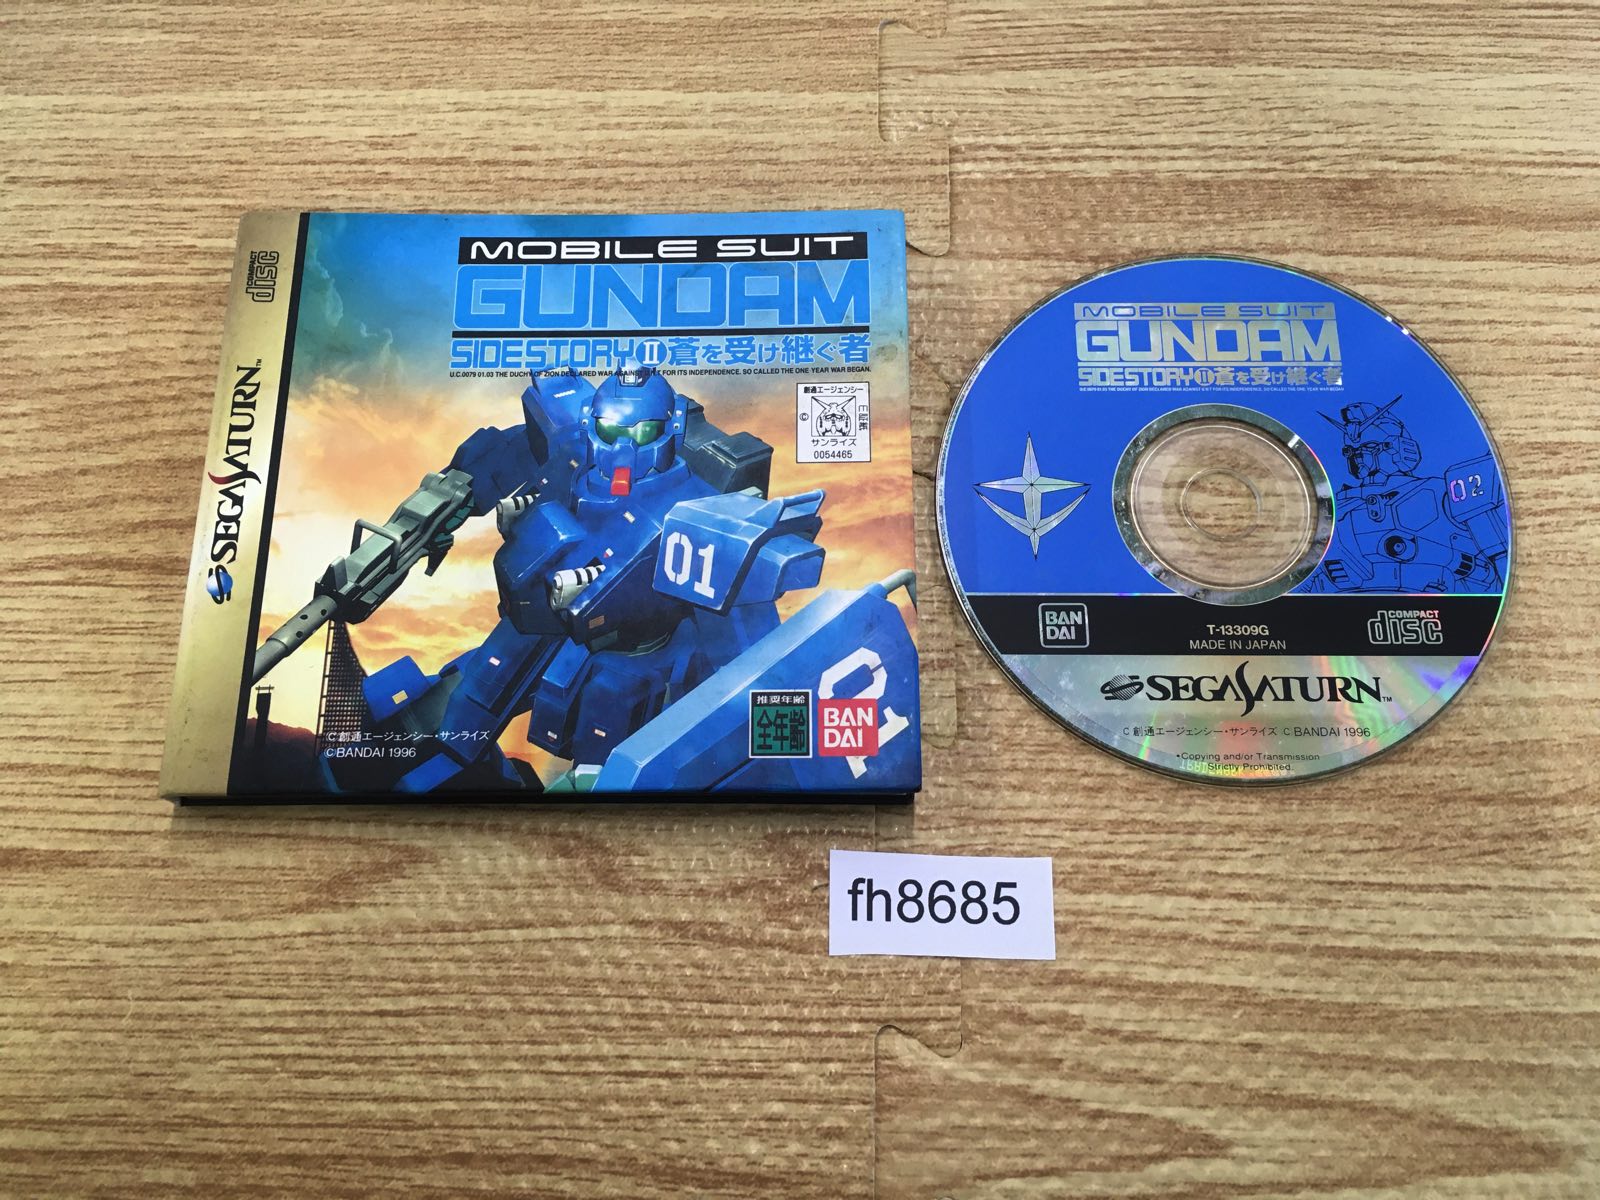 COMPACT
disc
SEGA SATURN™
MOBILE SUIT
GUNDAM
SIDESTORY II 蒼を受け継ぐ者
U.C.0079 01.03 THE DUCHY OF ZION DECLARED WAR AGAINST E.F.F FOR ITS INDEPENDENCE. SO CALLED THE ONE YEAR WAR BEGAN.
創通エージェンシー
©
サンライズ
0054465
01
01
推奨年齢
全年齢
BAN
DAI
©創通エージェンシー・サンライズ
©BANDAI 1996
MOBILE SUIT
GUNDAM
SIDESTORY II 蒼を受け継ぐ者
02
BAN
DAI
T-13309G
MADE IN JAPAN
COMPACT
disc
SEGA SATURN™
© 創通エージェンシー・サンライズ © BANDAI 1996
•Copying and/or Transmission
Strictly Prohibited.
fh8685